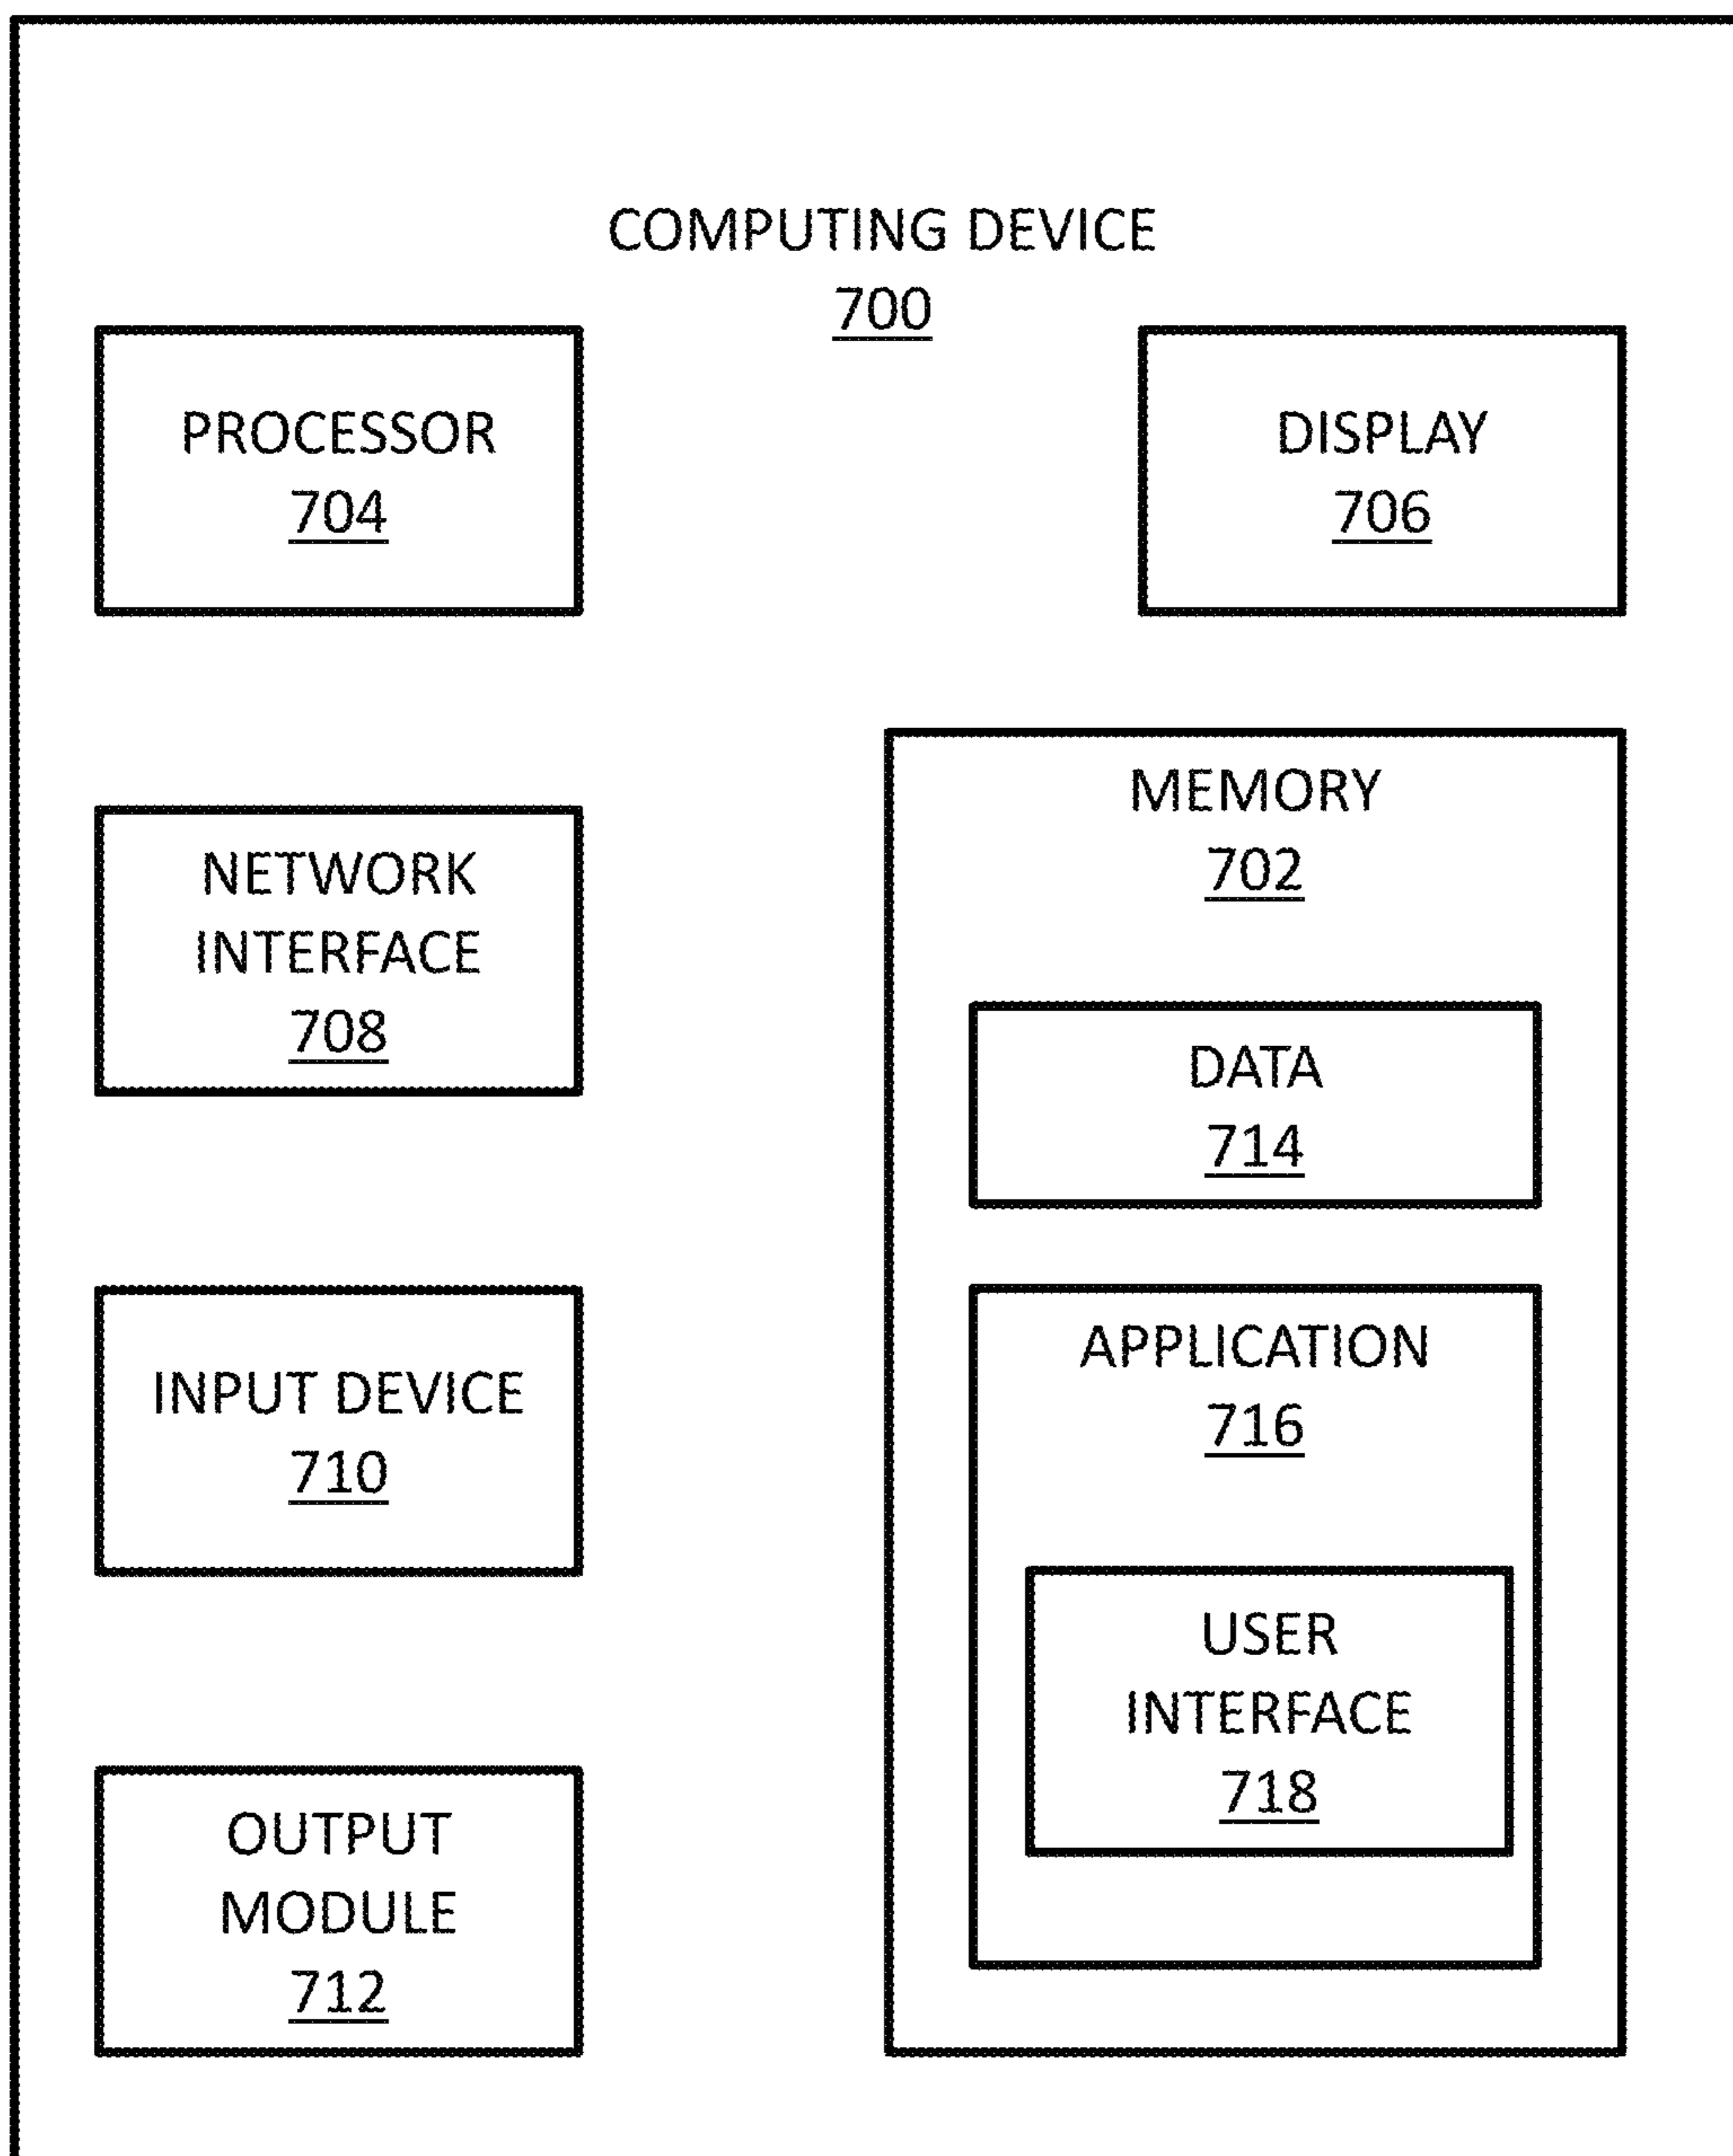 COMPUTING DEVICE
700
PROCESSOR
704
DISPLAY
706
NETWORK
INTERFACE
708
INPUT DEVICE
710
OUTPUT
MODULE
712
MEMORY
702
DATA
714
APPLICATION
716
USER
INTERFACE
718